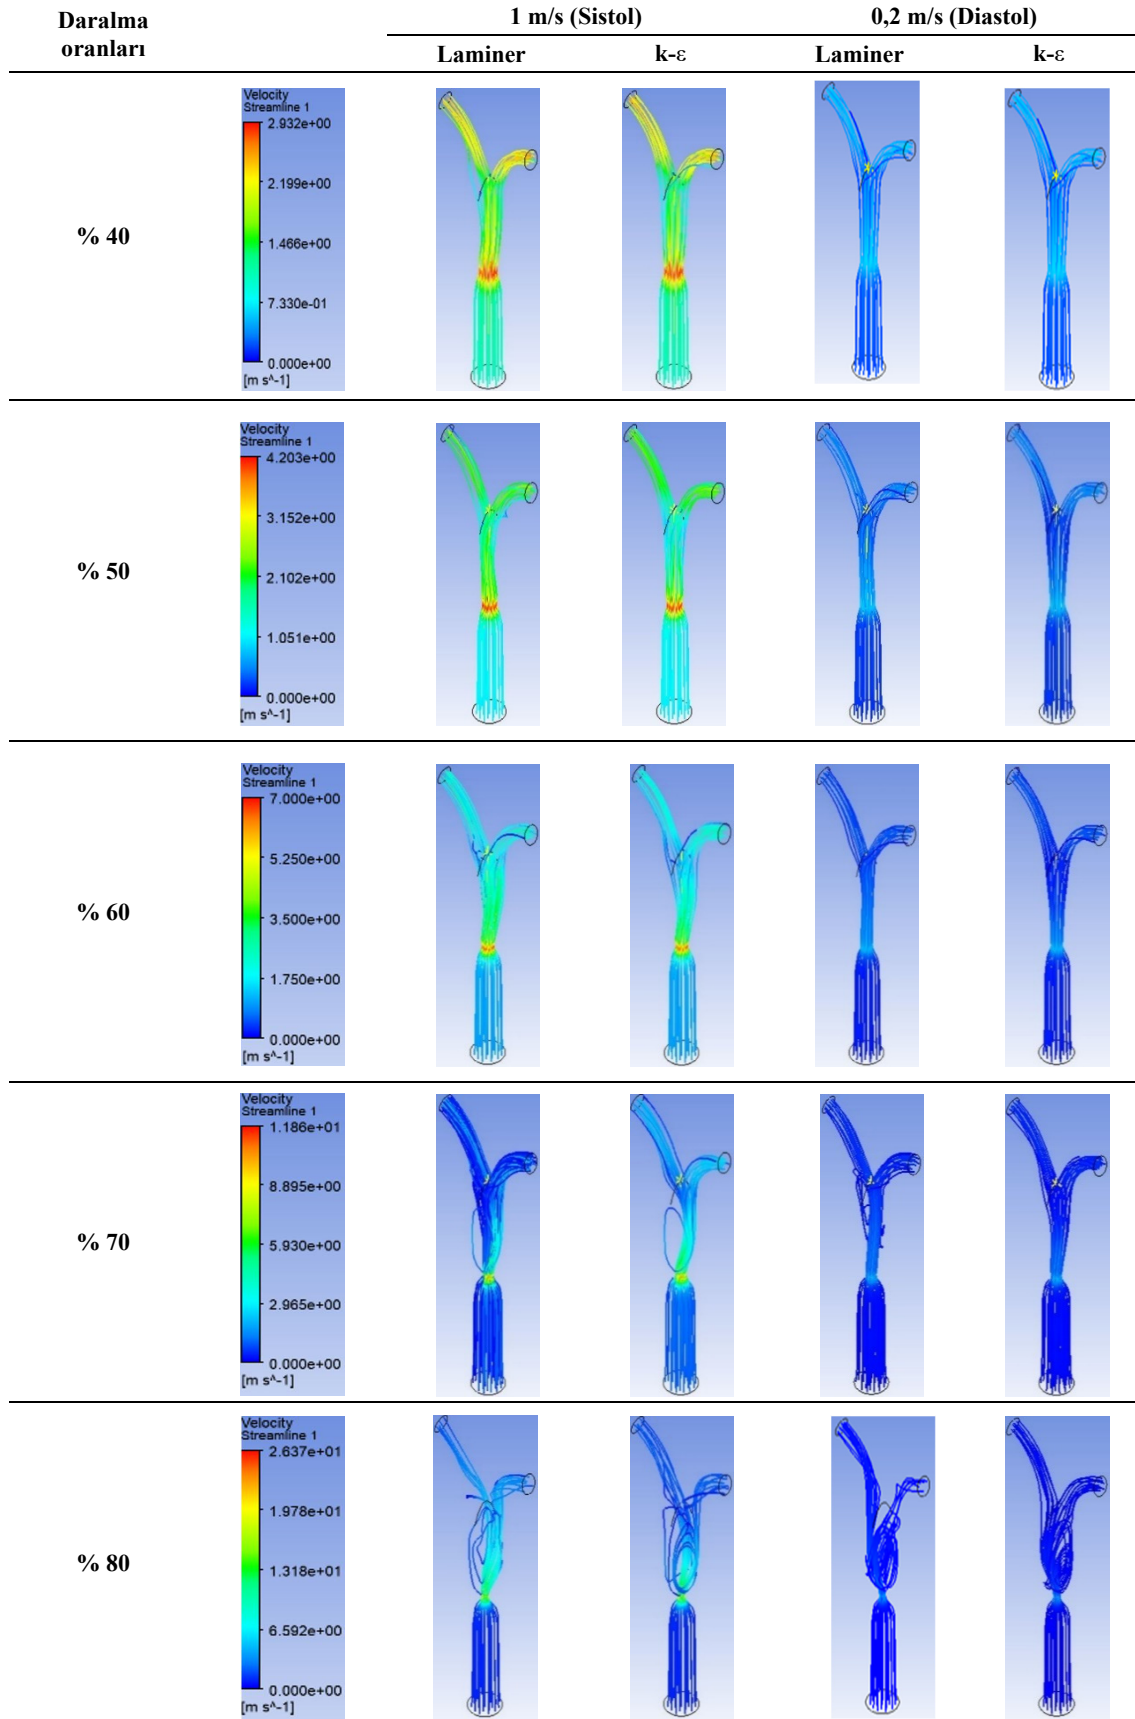 Daralma
oranları
1 m/s (Sistol)
0,2 m/s (Diastol)
Laminer
k-ε
Laminer
k-ε
% 40
Velocity
Streamline 1
2.932e+00
2.199e+00
1.466e+00
7.330e-01
0.000e+00
[m s^-1]
% 50
Velocity
Streamline 1
4.203e+00
3.152e+00
2.102e+00
1.051e+00
0.000e+00
[m s^-1]
% 60
Velocity
Streamline 1
7.000e+00
5.250e+00
3.500e+00
1.750e+00
0.000e+00
[m s^-1]
% 70
Velocity
Streamline 1
1.186e+01
8.895e+00
5.930e+00
2.965e+00
0.000e+00
[m s^-1]
% 80
Velocity
Streamline 1
2.637e+01
1.978e+01
1.318e+01
6.592e+00
0.000e+00
[m s^-1]